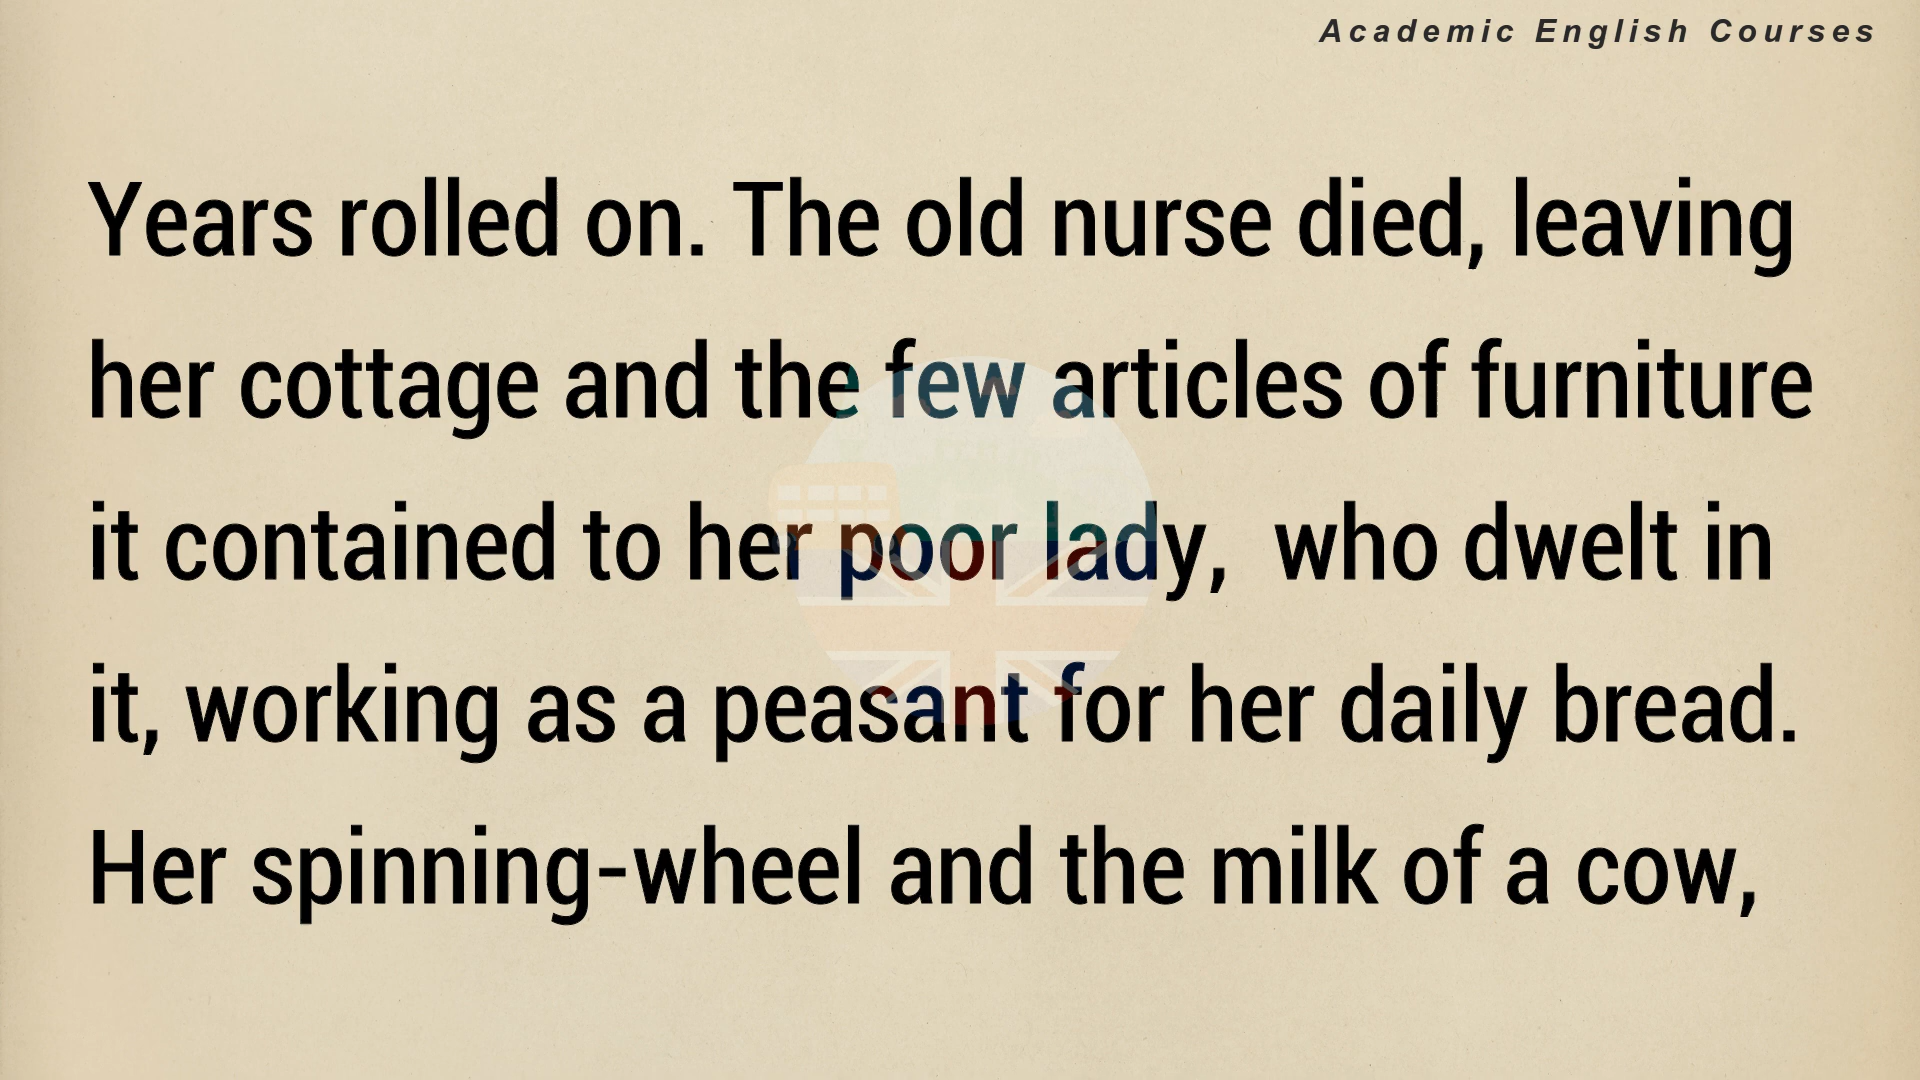 Academic English Courses
Years rolled on. The old nurse died, leaving
her cottage and the few articles of furniture
it contained to her poor lady,  who dwelt in
it, working as a peasant for her daily bread.
Her spinning-wheel and the milk of a cow,